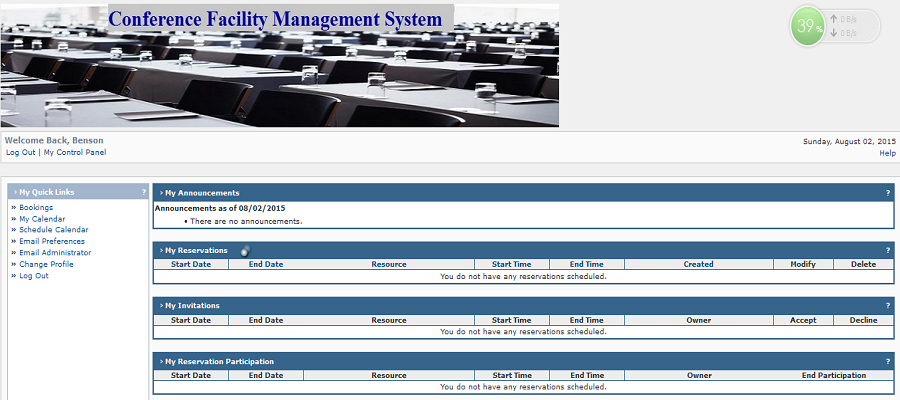 Conference Facility Management System
39%
0 B/s
0 B/s
Welcome Back, Benson
Sunday, August 02, 2015
Log Out | My Control Panel
Help
› My Quick Links ?
» Bookings
» My Calendar
» Schedule Calendar
» Email Preferences
» Email Administrator
» Change Profile
» Log Out
› My Announcements ?
Announcements as of 08/02/2015
• There are no announcements.
› My Reservations ?
Start Date End Date Resource Start Time End Time Created Modify Delete
You do not have any reservations scheduled.
› My Invitations ?
Start Date End Date Resource Start Time End Time Owner Accept Decline
You do not have any reservations scheduled.
› My Reservation Participation ?
Start Date End Date Resource Start Time End Time Owner End Participation
You do not have any reservations scheduled.